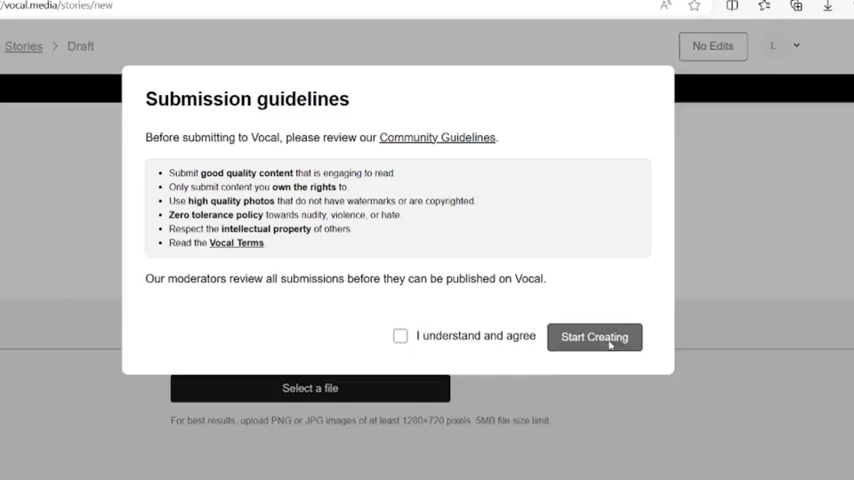 /vocal.media/stories/new
Stories > Draft
No Edits
L
Submission guidelines
Before submitting to Vocal, please review our Community Guidelines.
• Submit good quality content that is engaging to read.
• Only submit content you own the rights to.
• Use high quality photos that do not have watermarks or are copyrighted.
• Zero tolerance policy towards nudity, violence, or hate.
• Respect the intellectual property of others.
• Read the Vocal Terms
Our moderators review all submissions before they can be published on Vocal.
I understand and agree
Start Creating
Select a file
For best results, upload PNG or JPG images of at least 1280×720 pixels. 5MB file-size limit.